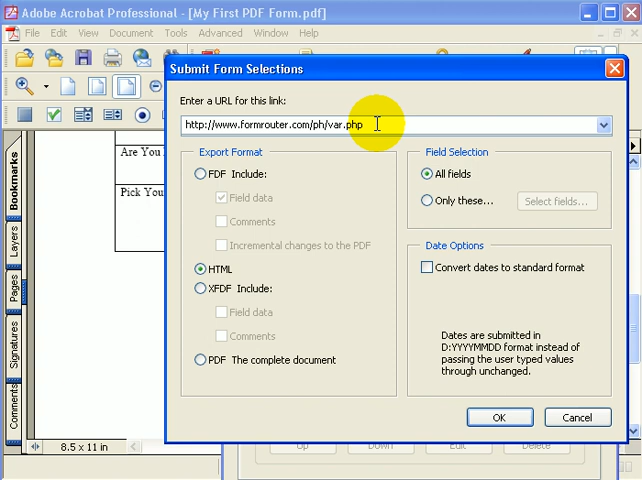 Adobe Acrobat Professional - [My First PDF Form.pdf]
File Edit View Document Tools Advanced Window Help
Submit Form Selections
Enter a URL for this link:
http://www.formrouter.com/ph/var.php
Export Format
FDF Include:
Field data
Comments
Incremental changes to the PDF
HTML
XFDF Include:
Field data
Comments
PDF The complete document
Field Selection
All fields
Only these...
Select fields...
Date Options
Convert dates to standard format
Dates are submitted in
D:YYYYMMDD format instead of
passing the user typed values
through unchanged.
OK
Cancel
Bookmarks
Layers
Pages
Signatures
Comments
Are You
Pick You
8.5 x 11 in
Up
Down
Edit
Delete